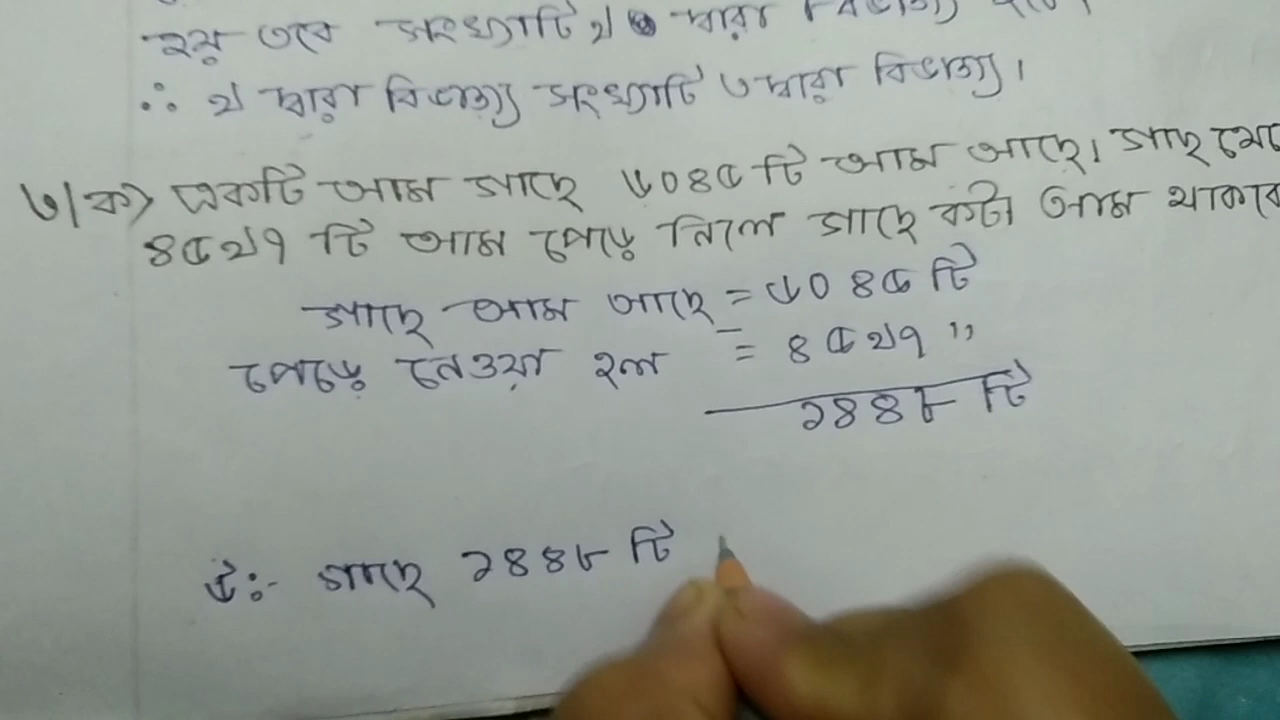 হয় তবে সংখ্যাটি ৯ দ্বারা বিভাজ্য
∴ ৯ দ্বারা বিভাজ্য সংখ্যাটি ৩ দ্বারা বিভাজ্য।
৩| ক) একটি আম গাছে ৬০৪৫ টি আম আছে। গাছ থে
৪৫৯৭ টি আম পেড়ে নিলে গাছে কটা আম থাকবে
গাছে আম আছে = ৬০৪৫ টি
পেড়ে নেওয়া হল = ৪৫৯৭ "
১৪৪৮ টি
উঃ- গাছে ১৪৪৮ টি